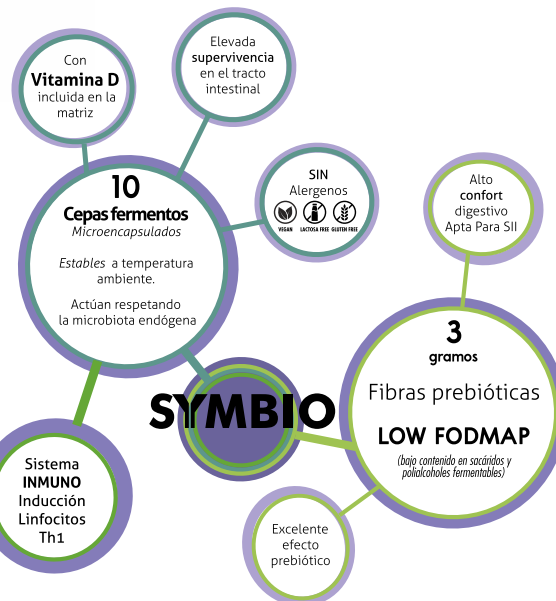 Con
Vitamina D
incluida en la
matriz
Elevada
supervivencia
en el tracto
intestinal
10
Cepas fermentos
Microencapsulados
Estables a temperatura
ambiente.
Actúan respetando
la microbiota endógena
SIN
Alergenos
VEGAN LACTOSA FREE GLUTEN FREE
Alto
confort
digestivo
Apta Para SII
3
gramos
Fibras prebióticas
LOW FODMAP
(bajo contenido en sacáridos y
polialcoholes fermentables)
SYMBIO
Sistema
INMUNO
Inducción
Linfocitos
Th1
Excelente
efecto
prebiótico